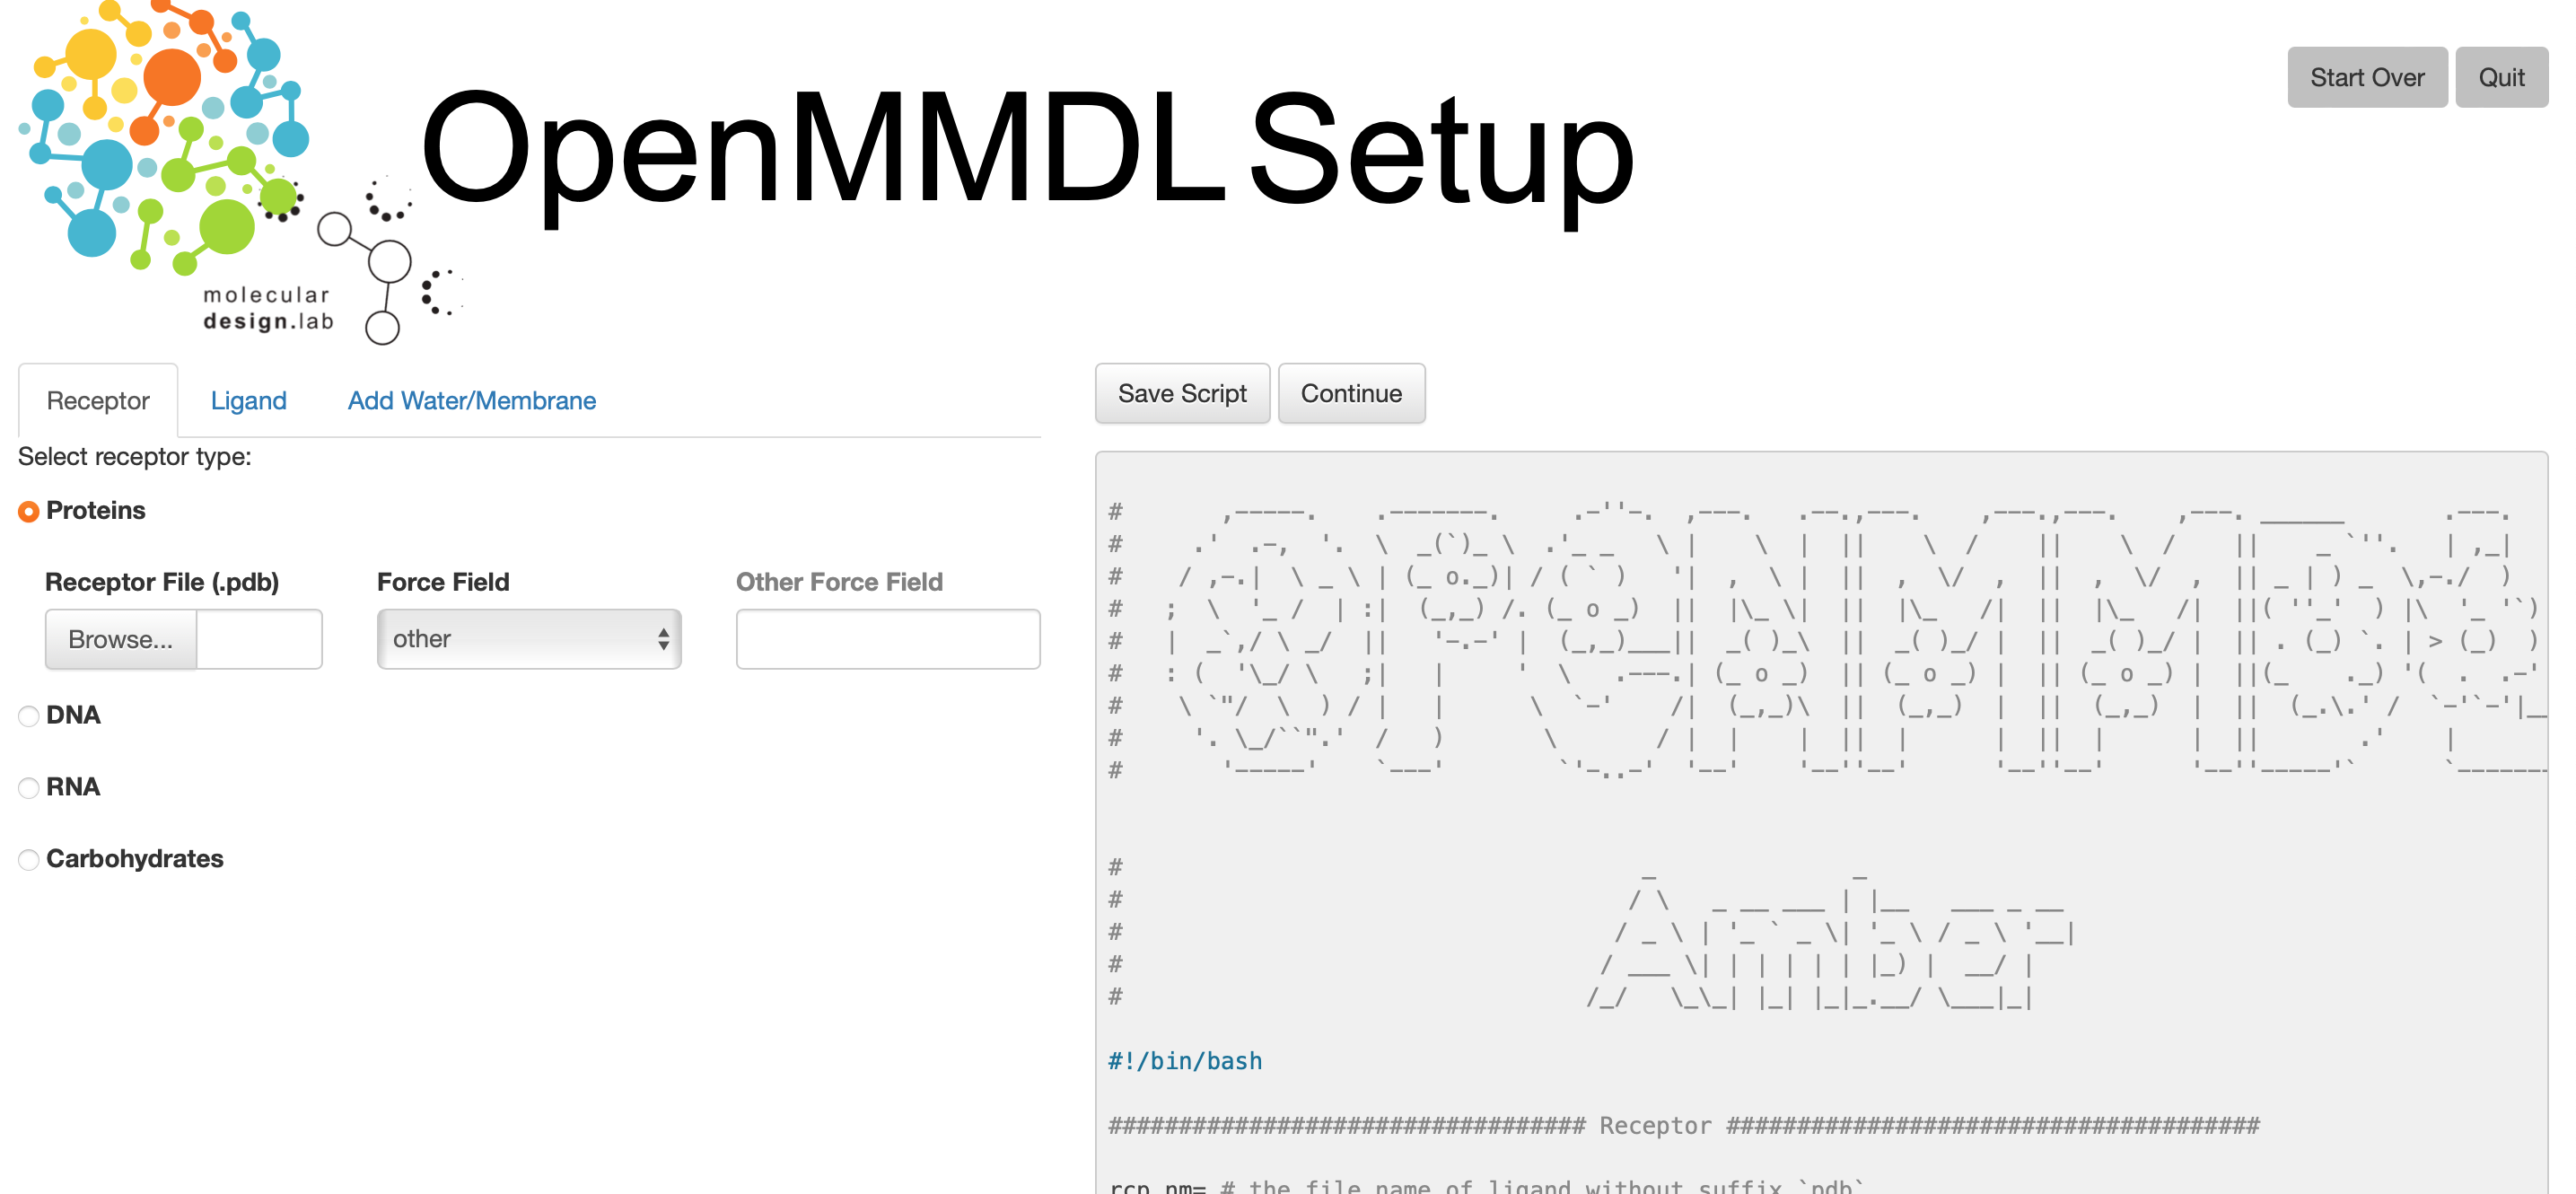 OpenMMDL Setup
Start Over
Quit
molecular
design.lab
Receptor
Ligand
Add Water/Membrane
Save Script
Continue
Select receptor type:
Proteins
Receptor File (.pdb)
Force Field
Other Force Field
Browse...
other
DNA
RNA
Carbohydrates
#!/bin/bash
################################## Receptor ######################################
rcp_nm= # the file name of ligand without suffix `pdb`